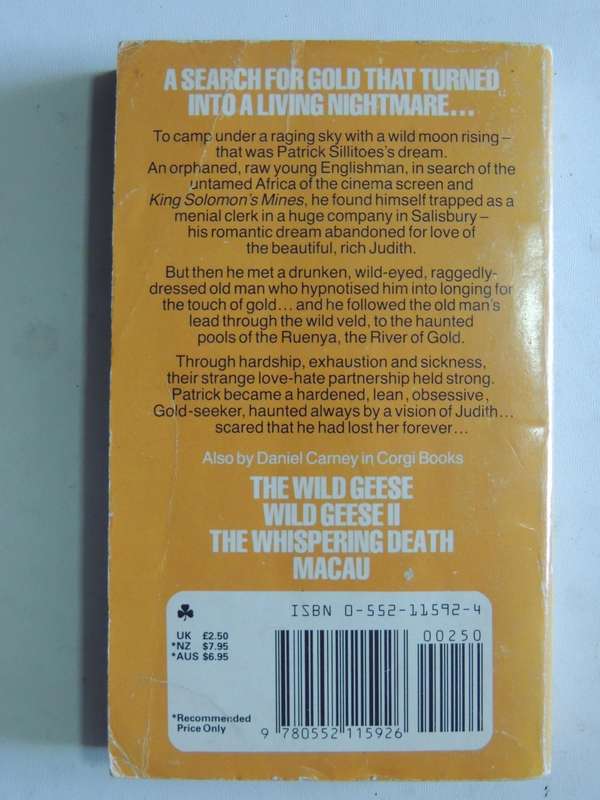 A SEARCH FOR GOLD THAT TURNED
INTO A LIVING NIGHTMARE...
To camp under a raging sky with a wild moon rising –
that was Patrick Sillitoes's dream.
An orphaned, raw young Englishman, in search of the
untamed Africa of the cinema screen and
King Solomon's Mines, he found himself trapped as a
menial clerk in a huge company in Salisbury –
his romantic dream abandoned for love of
the beautiful, rich Judith.
But then he met a drunken, wild-eyed, raggedly-
dressed old man who hypnotised him into longing for
the touch of gold... and he followed the old man's
lead through the wild veld, to the haunted
pools of the Ruenya, the River of Gold.
Through hardship, exhaustion and sickness,
their strange love-hate partnership held strong.
Patrick became a hardened, lean, obsessive,
Gold-seeker, haunted always by a vision of Judith...
scared that he had lost her forever...
Also by Daniel Carney in Corgi Books
THE WILD GEESE
WILD GEESE II
THE WHISPERING DEATH
MACAU
ISBN 0-552-11592-4
UK £2.50
*NZ $7.95
*AUS $6.95
00250
*Recommended
Price Only
9 780552 115926